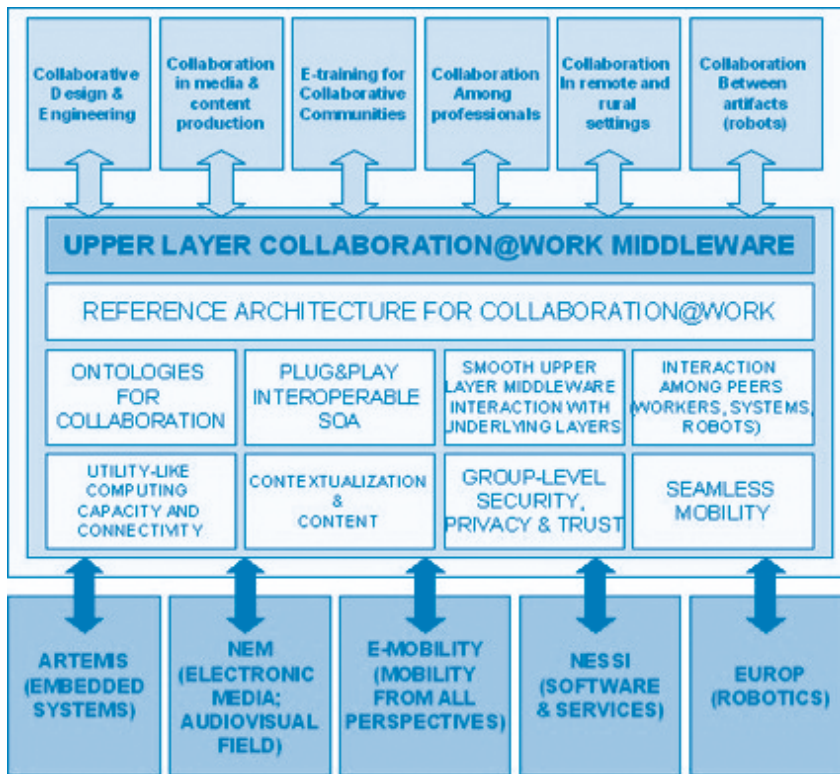 Collaborative
Design &
Engineering
Collaboration
in media &
content
production
E-training for
Collaborative
Communities
Collaboration
Among
professionals
Collaboration
In remote and
rural
settings
Collaboration
Between
artifacts
(robots)
UPPER LAYER COLLABORATION@WORK MIDDLEWARE
REFERENCE ARCHITECTURE FOR COLLABORATION@WORK
ONTOLOGIES
FOR
COLLABORATION
PLUG&PLAY
INTEROPERABLE
SOA
SMOOTH UPPER
LAYER MIDDLEWARE
INTERACTION WITH
UNDERLYING LAYERS
INTERACTION
AMONG PEERS
(WORKERS, SYSTEMS,
ROBOTS)
UTILITY-LIKE
COMPUTING
CAPACITY AND
CONNECTIVITY
CONTEXTUALIZATION
&
CONTENT
GROUP-LEVEL
SECURITY,
PRIVACY & TRUST
SEAMLESS
MOBILITY
ARTEMIS
(EMBEDDED
SYSTEMS)
NEM
(ELECTRONIC
MEDIA;
AUDIOVISUAL
FIELD)
E-MOBILITY
(MOBILITY
FROM ALL
PERSPECTIVES)
NESSI
(SOFTWARE
& SERVICES)
EUROP
(ROBOTICS)